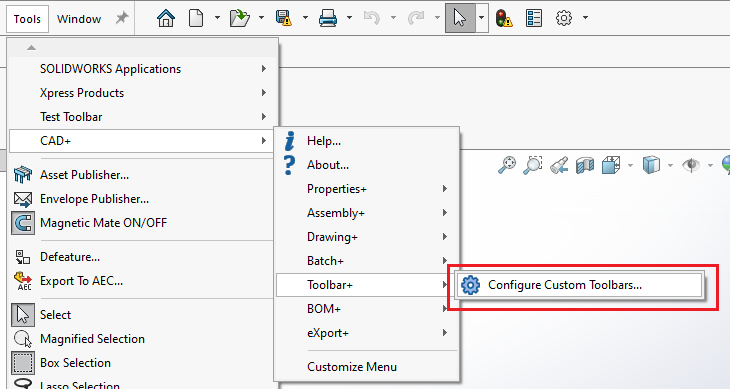 Tools Window
SOLIDWORKS Applications
Xpress Products
Test Toolbar
CAD+
Asset Publisher...
Envelope Publisher...
Magnetic Mate ON/OFF
Defeature...
AEC Export To AEC...
Select
Magnified Selection
Box Selection
Lasso Selection
Help...
About...
Properties+
Assembly+
Drawing+
Batch+
Toolbar+
BOM+
eXport+
Customize Menu
Configure Custom Toolbars...